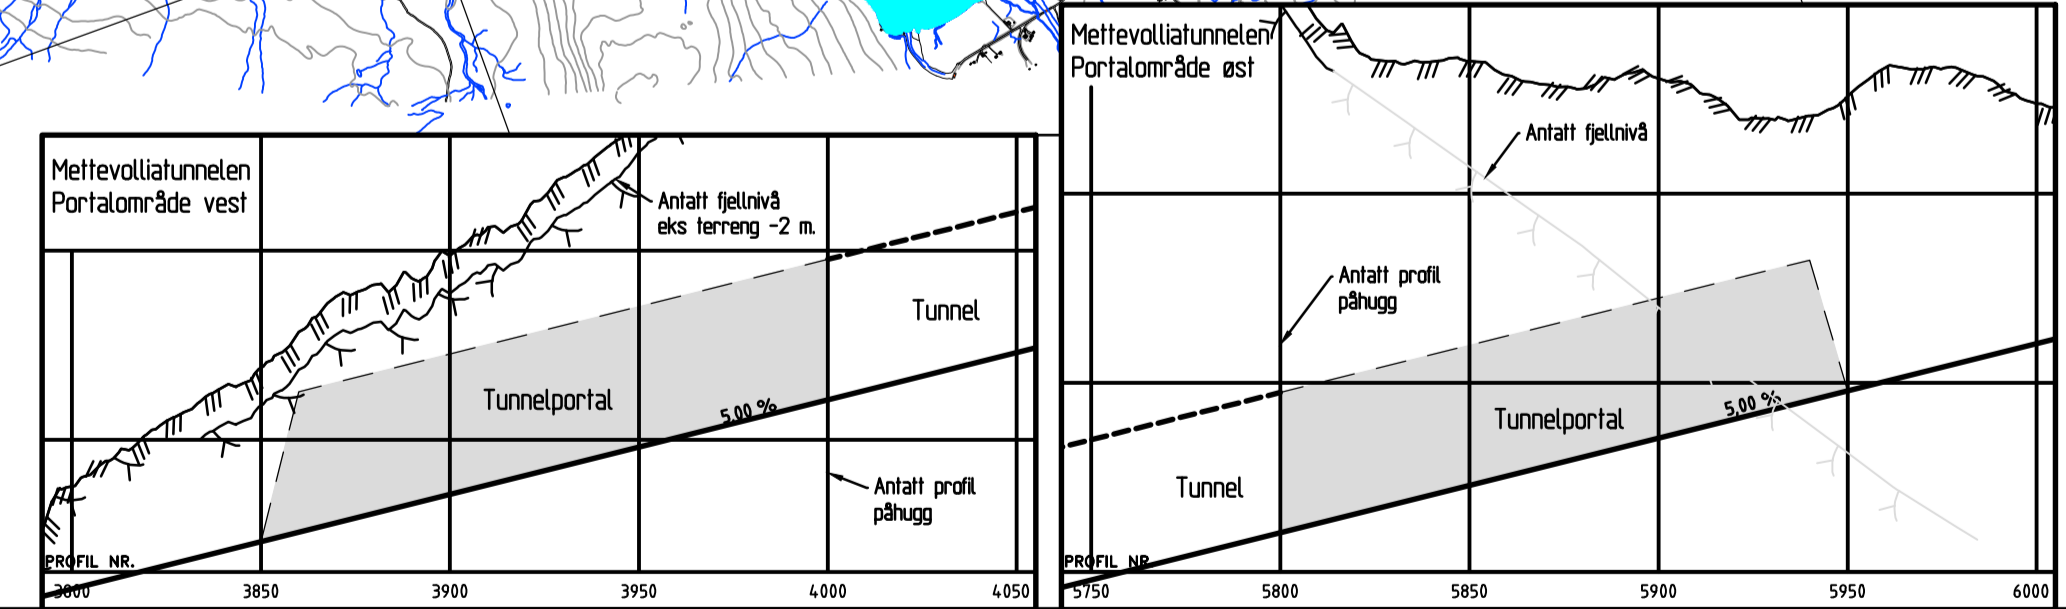 Mettevolliatunnelen
Portalområde vest
Antatt fjellnivå
eks terreng -2 m.
Tunnel
Tunnelportal
5,00 %
Antatt profil
påhugg
PROFIL NR.
3800 3850 3900 3950 4000 4050
Mettevolliatunnelen
Portalområde øst
Antatt fjellnivå
Antatt profil
påhugg
Tunnelportal
5,00 %
Tunnel
PROFIL NR
5750 5800 5850 5900 5950 6000